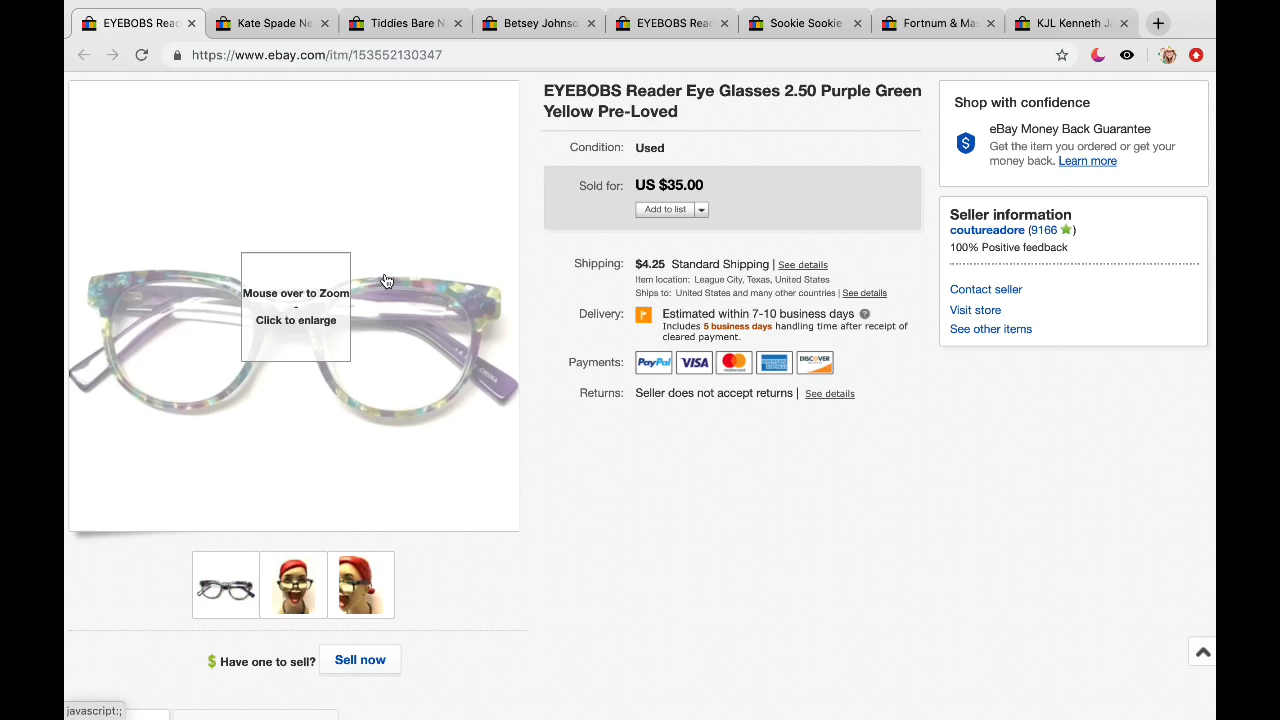 EYEBOBS Read
Kate Spade Ne
Tiddies Bare N
Betsey Johnso
EYEBOBS Read
Sookie Sookie
Fortnum & Ma
KJL Kenneth J
https://www.ebay.com/itm/153552130347
EYEBOBS Reader Eye Glasses 2.50 Purple Green
Yellow Pre-Loved
Condition: Used
Sold for: US $35.00
Add to list
Shipping: $4.25 Standard Shipping | See details
Item location: League City, Texas, United States
Ships to: United States and many other countries | See details
Delivery: Estimated within 7-10 business days
Includes 5 business days handling time after receipt of
cleared payment.
Payments: PayPal VISA MasterCard DISCOVER
Returns: Seller does not accept returns | See details
Shop with confidence
eBay Money Back Guarantee
Get the item you ordered or get your
money back. Learn more
Seller information
coutureadore (9166)
100% Positive feedback
Contact seller
Visit store
See other items
Mouse over to Zoom
-
Click to enlarge
$ Have one to sell? Sell now
javascript:;